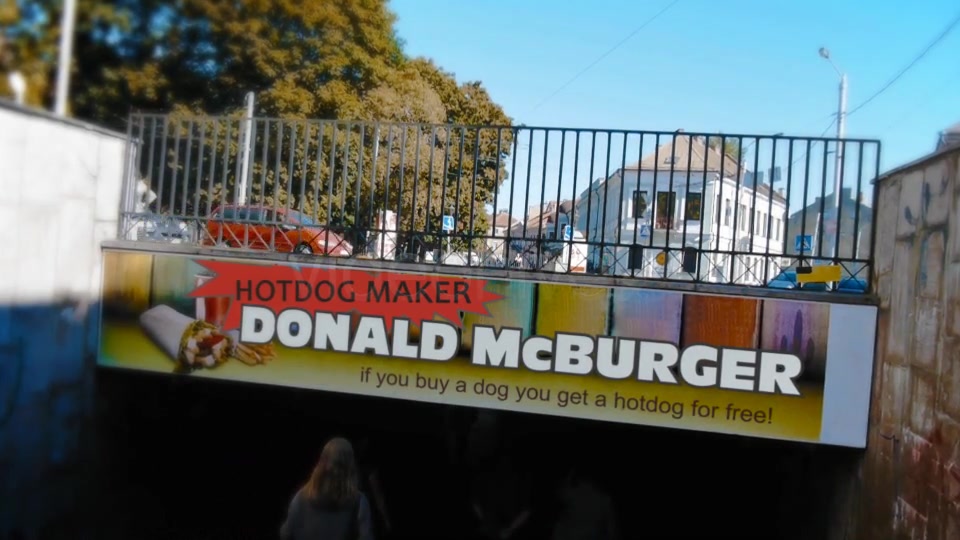 HOTDOG MAKER
DONALD McBURGER
if you buy a dog you get a hotdog for free!